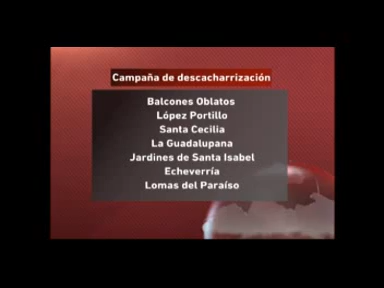 Campaña de descacharrización
Balcones Oblatos
López Portillo
Santa Cecilia
La Guadalupana
Jardines de Santa Isabel
Echeverría
Lomas del Paraíso